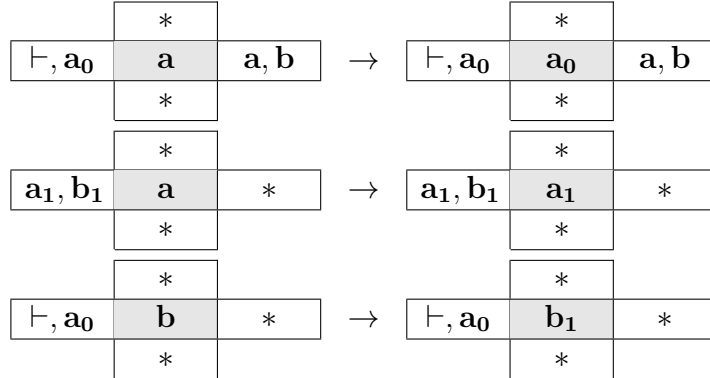 ∗ ∗
⊢, a₀ a a, b → ⊢, a₀ a₀ a, b
∗ ∗
∗ ∗
a₁, b₁ a ∗ → a₁, b₁ a₁ ∗
∗ ∗
∗ ∗
⊢, a₀ b ∗ → ⊢, a₀ b₁ ∗
∗ ∗